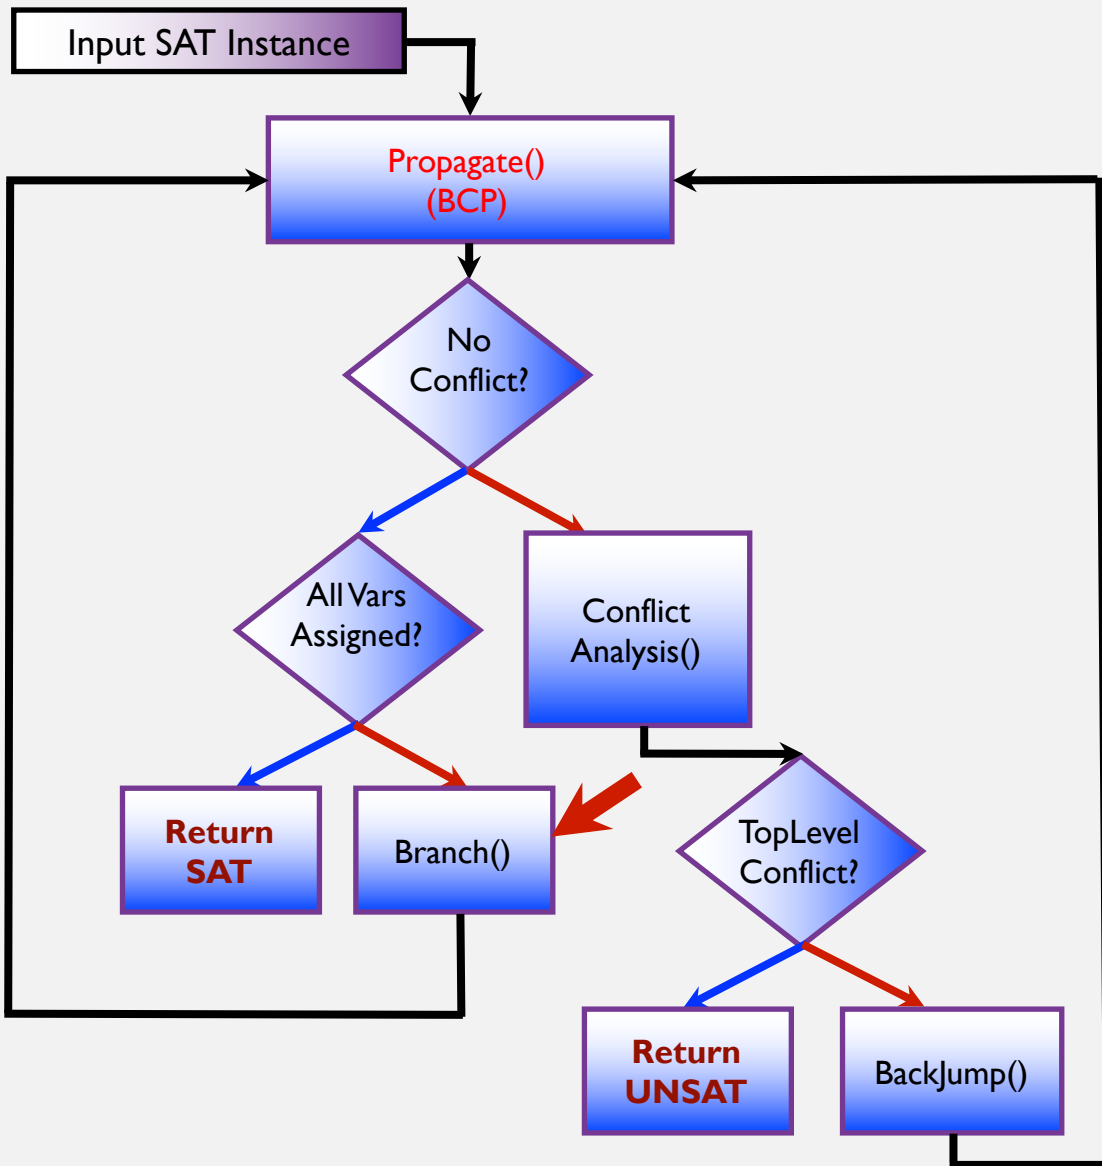 Input SAT Instance
Propagate()
(BCP)
No
Conflict?
All Vars
Assigned?
Conflict
Analysis()
Return
SAT
Branch()
TopLevel
Conflict?
Return
UNSAT
BackJump()